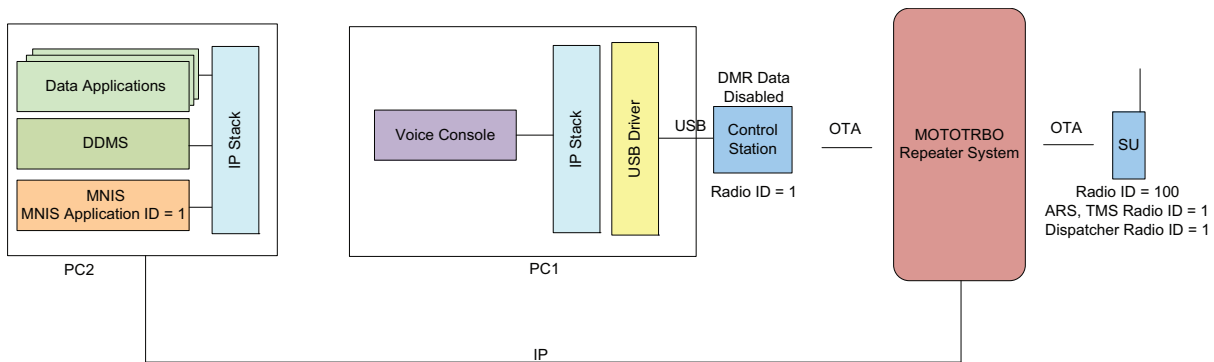 Data Applications
DDMS
MNIS
MNIS Application ID = 1
IP Stack
PC2
Voice Console
IP Stack
USB Driver
PC1
USB
DMR Data
Disabled
Control
Station
Radio ID = 1
OTA
MOTOTRBO
Repeater System
OTA
SU
Radio ID = 100
ARS, TMS Radio ID = 1
Dispatcher Radio ID = 1
IP